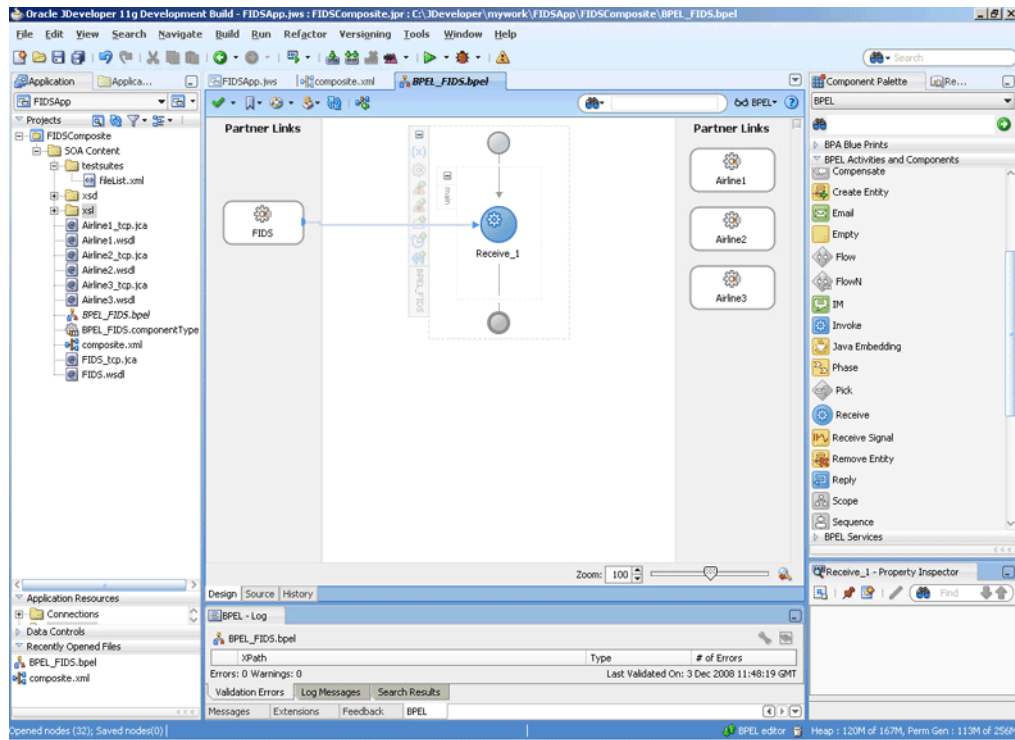 Oracle JDeveloper 11g Development Build - FIDSApp.jws : FIDSComposite.jpr : C:\JDeveloper\mywork\FIDSApp\FIDSComposite\BPEL_FIDS.bpel
File Edit View Search Navigate Build Run Refactor Versioning Tools Window Help
Search
Application
Applica...
FIDSApp
Projects
FIDSComposite
SOA Content
testsuites
fileList.xml
xsd
xsl
Airline1_tcp.jca
Airline1.wsdl
Airline2_tcp.jca
Airline2.wsdl
Airline3_tcp.jca
Airline3.wsdl
BPEL_FIDS.bpel
BPEL_FIDS.componentType
composite.xml
FIDS_tcp.jca
FIDS.wsdl
Application Resources
Connections
Data Controls
Recently Opened Files
BPEL_FIDS.bpel
composite.xml
FIDSApp.jws
composite.xml
BPEL_FIDS.bpel
BPEL
Partner Links
FIDS
(x)
main
BPEL_FIDS
Receive_1
Partner Links
Airline1
Airline2
Airline3
Zoom: 100
Design Source History
BPEL - Log
BPEL_FIDS.bpel
XPath Type # of Errors
Errors: 0 Warnings: 0 Last Validated On: 3 Dec 2008 11:48:19 GMT
Validation Errors Log Messages Search Results
Messages Extensions Feedback BPEL
Component Palette
Re...
BPEL
BPA Blue Prints
BPEL Activities and Components
Compensate
Create Entity
Email
Empty
Flow
FlowN
IM
Invoke
Java Embedding
Phase
Pick
Receive
Receive Signal
Remove Entity
Reply
Scope
Sequence
BPEL Services
Receive_1 - Property Inspector
Find
Opened nodes (32); Saved nodes(0)
BPEL editor
Heap : 120M of 167M, Perm Gen : 113M of 256M